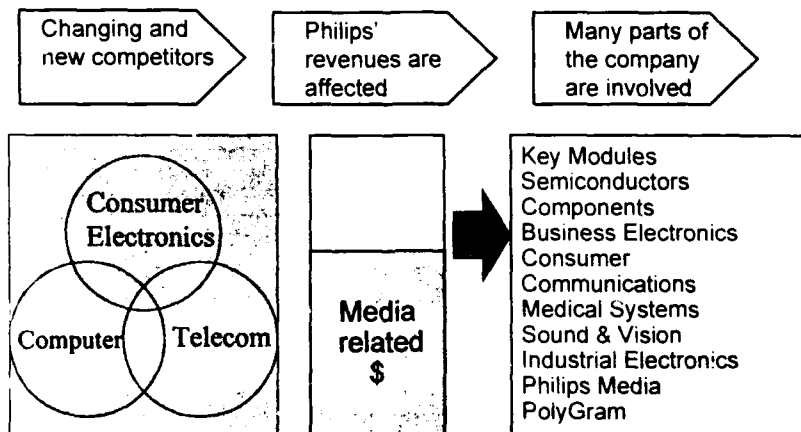 Changing and
new competitors
Philips'
revenues are
affected
Many parts of
the company
are involved
Consumer
Electronics
Computer
Telecom
Media
related
$
Key Modules
Semiconductors
Components
Business Electronics
Consumer
Communications
Medical Systems
Sound & Vision
Industrial Electronics
Philips Media
PolyGram